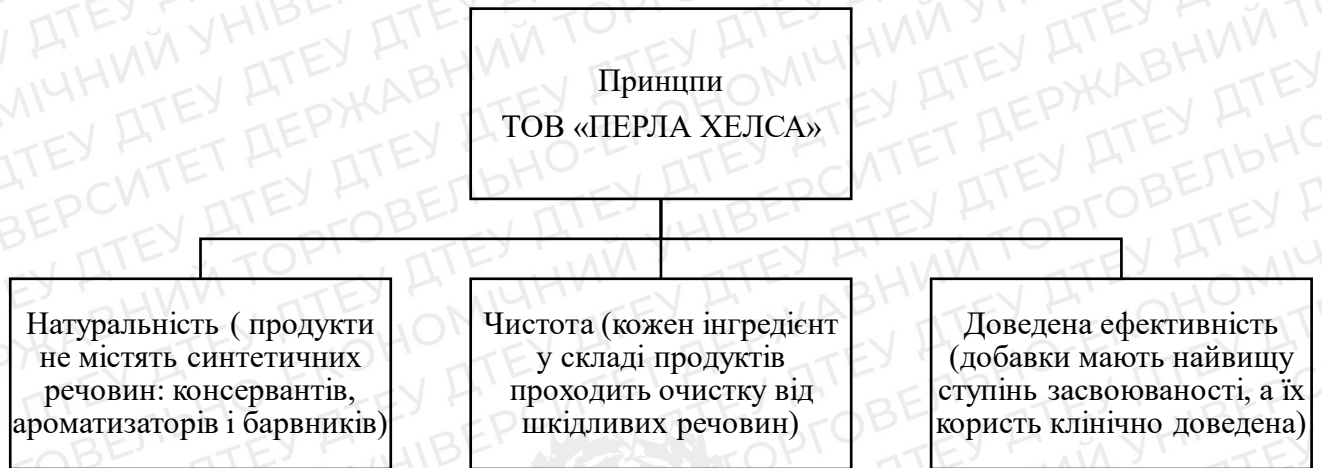 Принцпи
ТОВ «ПЕРЛА ХЕЛСА»
Натуральність ( продукти
не містять синтетичних
речовин: консервантів,
ароматизаторів і барвників)
Чистота (кожен інгредієнт
у складі продуктів
проходить очистку від
шкідливих речовин)
Доведена ефективність
(добавки мають найвищу
ступінь засвоюваності, а їх
користь клінічно доведена)